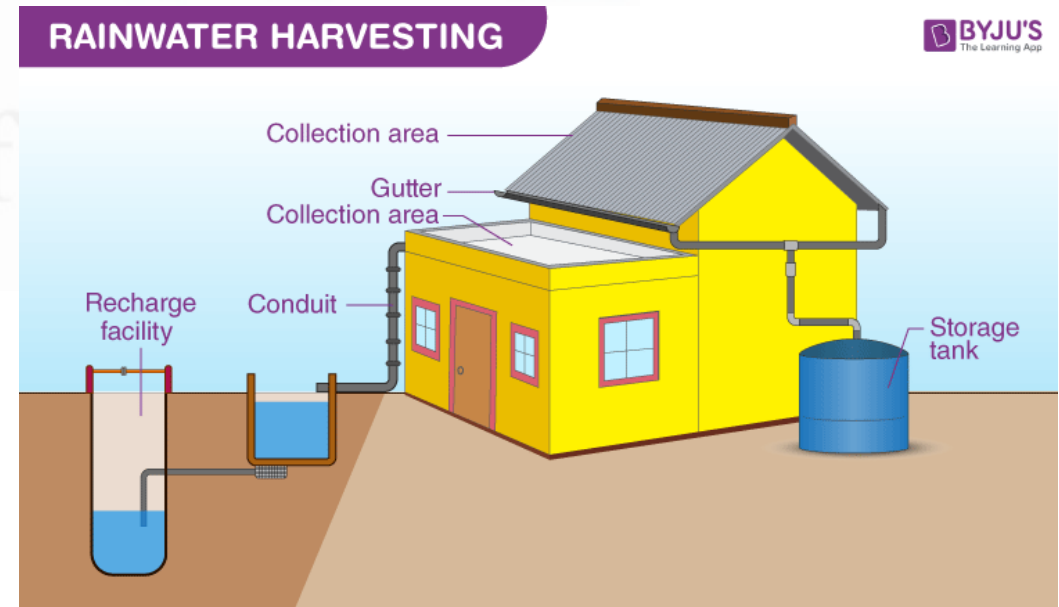 RAINWATER HARVESTING
BYJU'S
The Learning App
Collection area
Gutter
Collection area
Recharge
facility
Conduit
Storage
tank